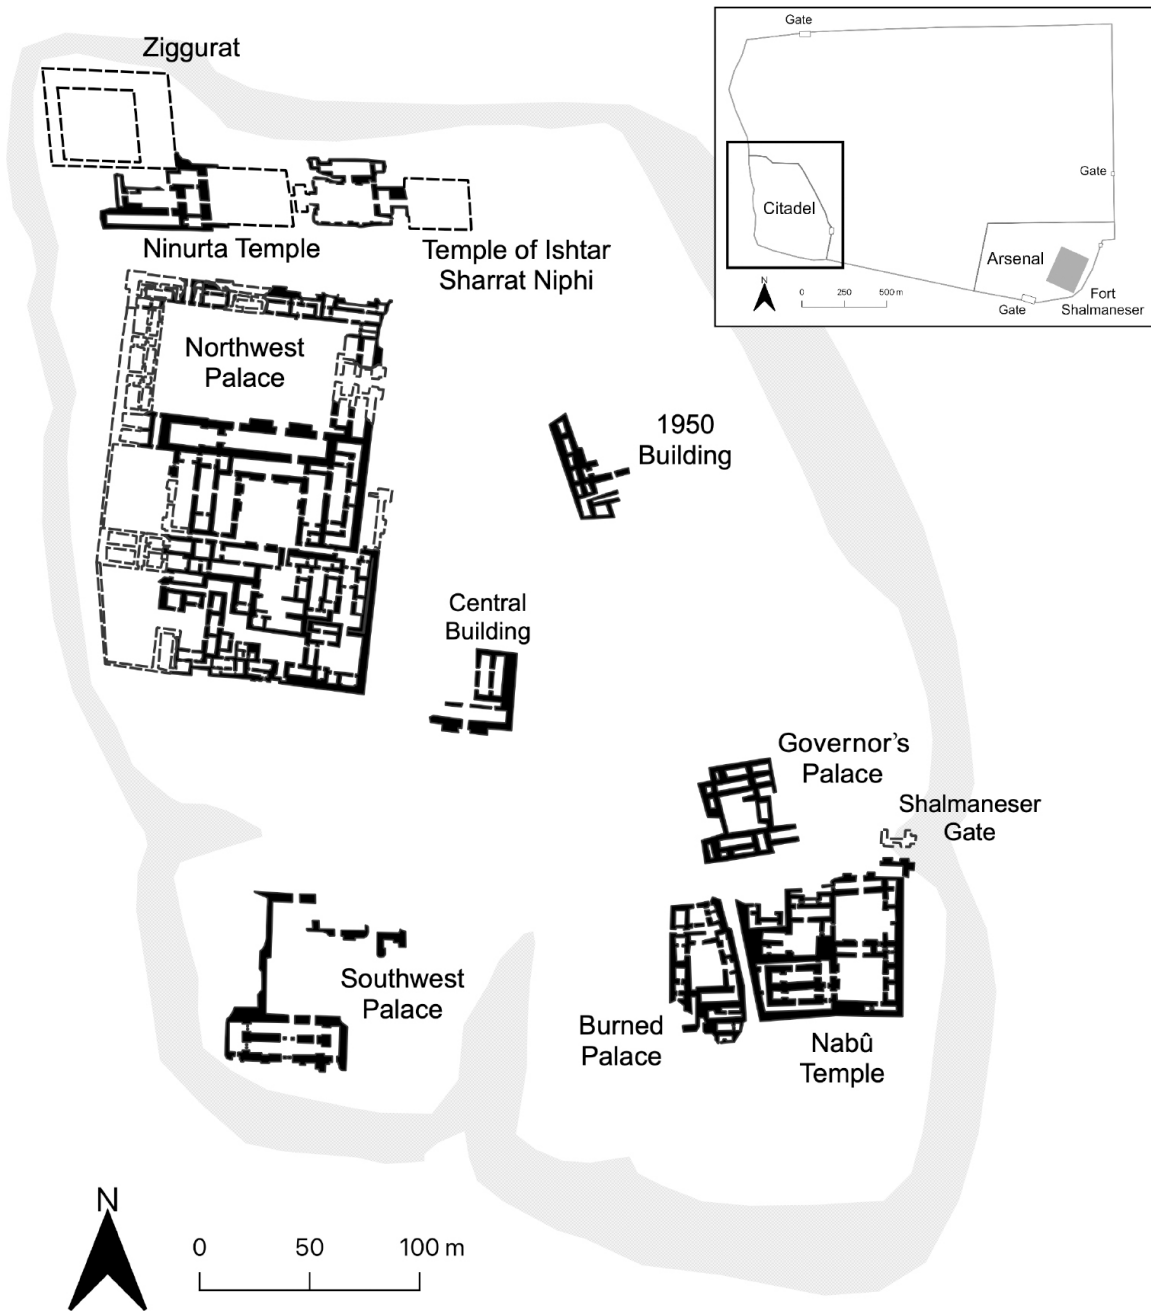 Ziggurat
Ninurta Temple
Temple of Ishtar
Sharrat Niphi
Northwest
Palace
1950
Building
Central
Building
Governor's
Palace
Shalmaneser
Gate
Southwest
Palace
Burned
Palace
Nabû
Temple
N
0 50 100 m
Gate
Gate
Citadel
Arsenal
Fort
Shalmaneser
Gate
N
0 250 500 m